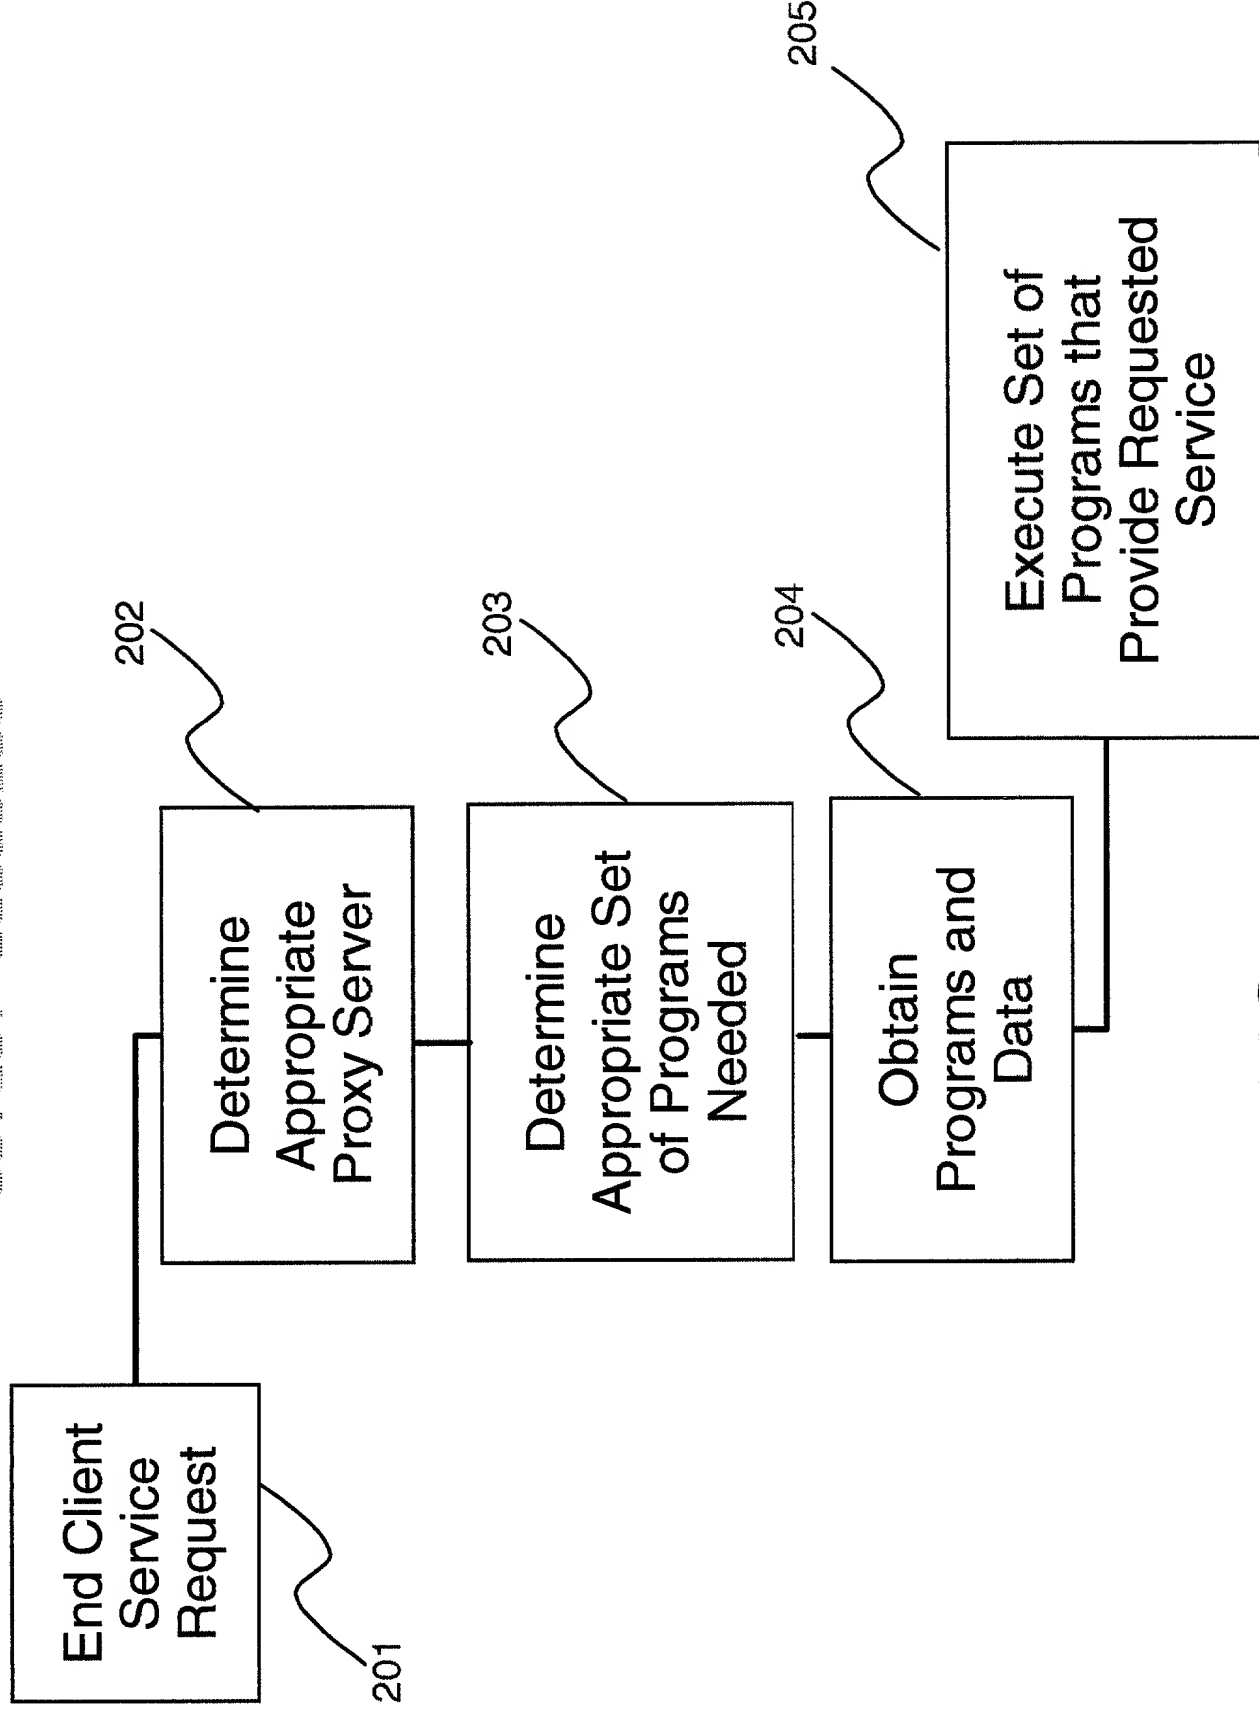 End Client
Service
Request
201
Determine
Appropriate
Proxy Server
202
Determine
Appropriate Set
of Programs
Needed
203
Obtain
Programs and
Data
204
Execute Set of
Programs that
Provide Requested
Service
205